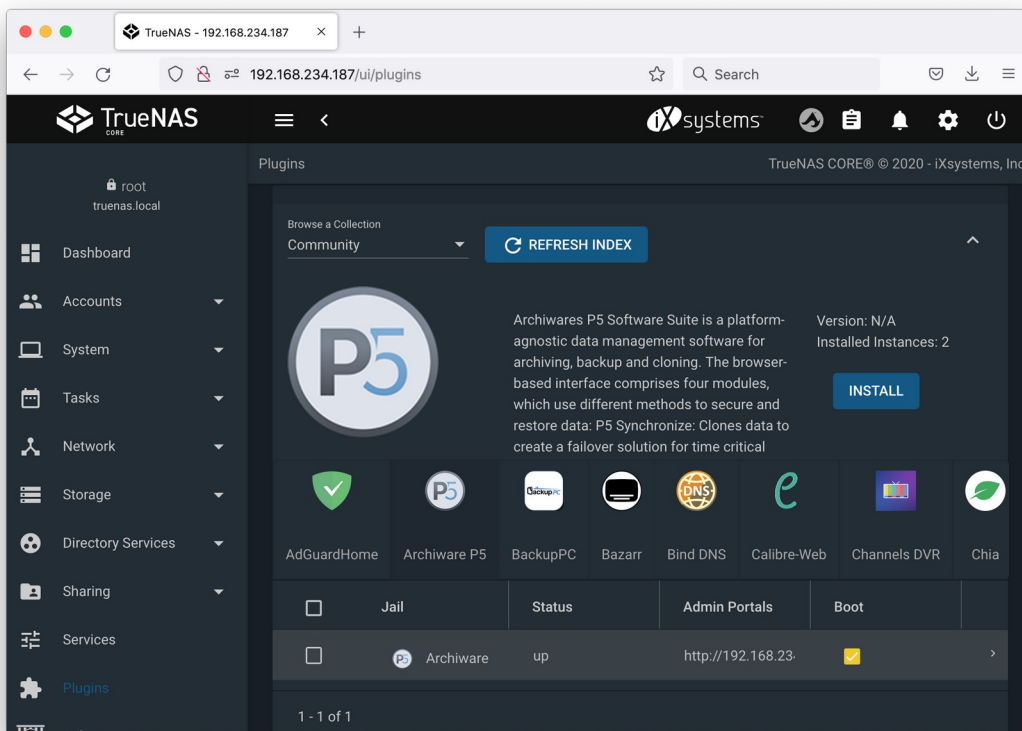 TrueNAS - 192.168.234.187
192.168.234.187/ui/plugins
Search
TrueNAS
CORE
iXsystems
Plugins
TrueNAS CORE® © 2020 - iXsystems, Inc
root
truenas.local
Dashboard
Accounts
System
Tasks
Network
Storage
Directory Services
Sharing
Services
Plugins
Browse a Collection
Community
REFRESH INDEX
P5
Archiwares P5 Software Suite is a platform-
agnostic data management software for
archiving, backup and cloning. The browser-
based interface comprises four modules,
which use different methods to secure and
restore data: P5 Synchronize: Clones data to
create a failover solution for time critical
Version: N/A
Installed Instances: 2
INSTALL
P5
BackupPC
DNS
AdGuardHome
Archiware P5
BackupPC
Bazarr
Bind DNS
Calibre-Web
Channels DVR
Chia
Jail
Status
Admin Portals
Boot
P5
Archiware
up
http://192.168.23
1 - 1 of 1